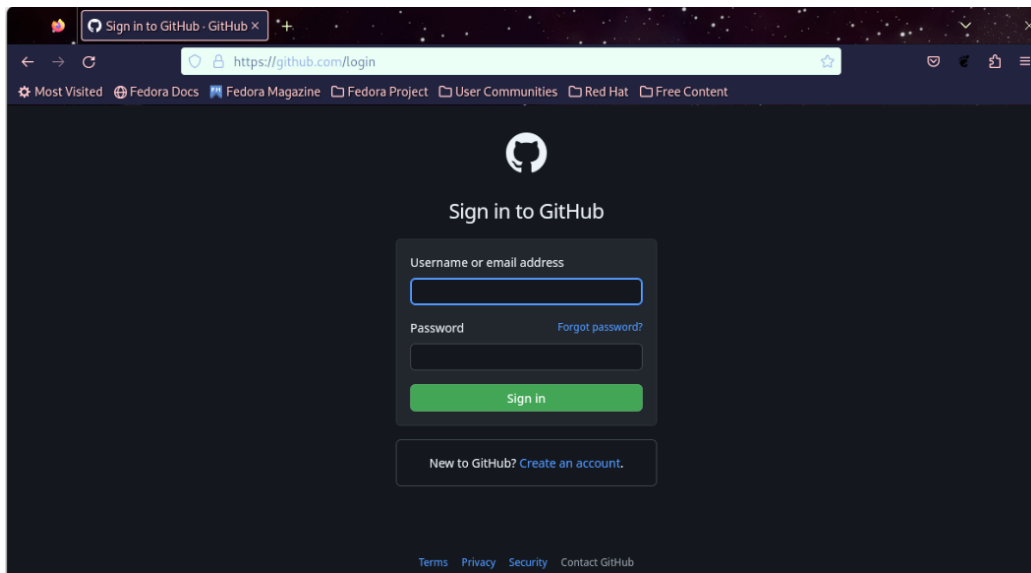 Sign in to GitHub · GitHub
https://github.com/login
Most Visited Fedora Docs Fedora Magazine Fedora Project User Communities Red Hat Free Content
Sign in to GitHub
Username or email address
Password Forgot password?
Sign in
New to GitHub? Create an account.
Terms Privacy Security Contact GitHub